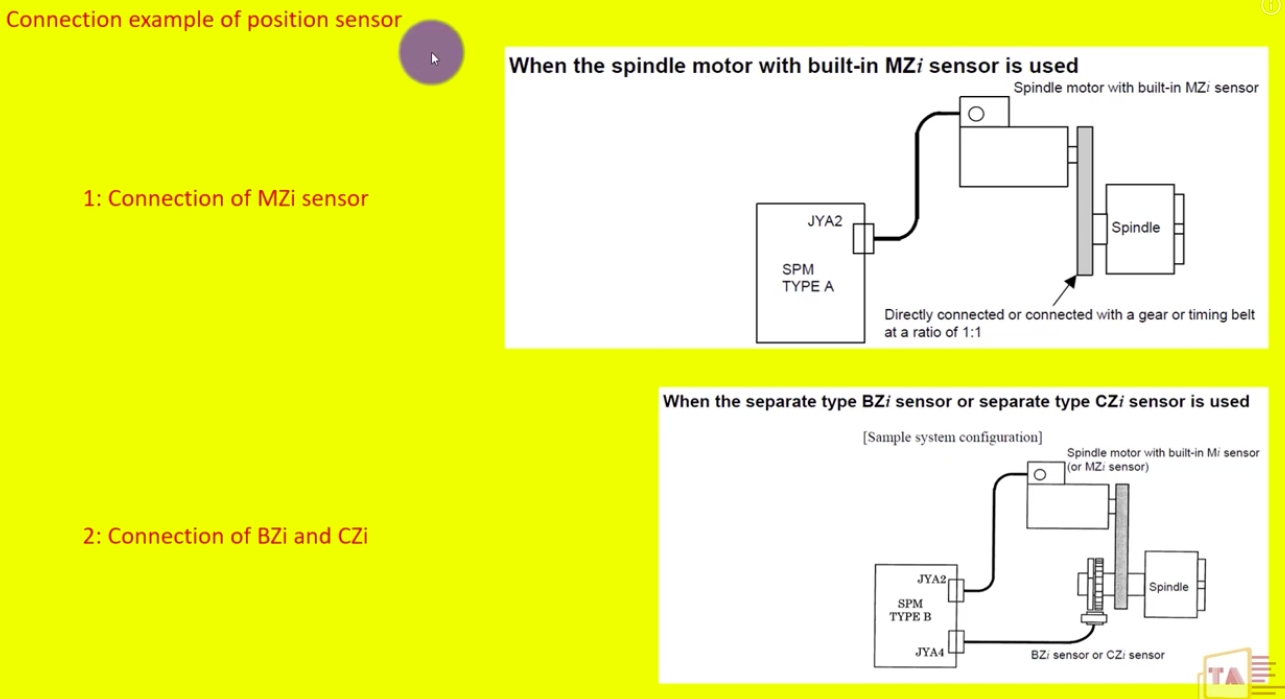 Connection example of position sensor
When the spindle motor with built-in MZi sensor is used
Spindle motor with built-in MZi sensor
1: Connection of MZi sensor
JYA2
Spindle
SPM
TYPE A
Directly connected or connected with a gear or timing belt
at a ratio of 1:1
When the separate type BZi sensor or separate type CZi sensor is used
[Sample system configuration]
Spindle motor with built-in Mi sensor
(or MZi sensor)
2: Connection of BZi and CZi
JYA2
Spindle
SPM
TYPE B
JYA4
BZi sensor or CZi sensor
TA